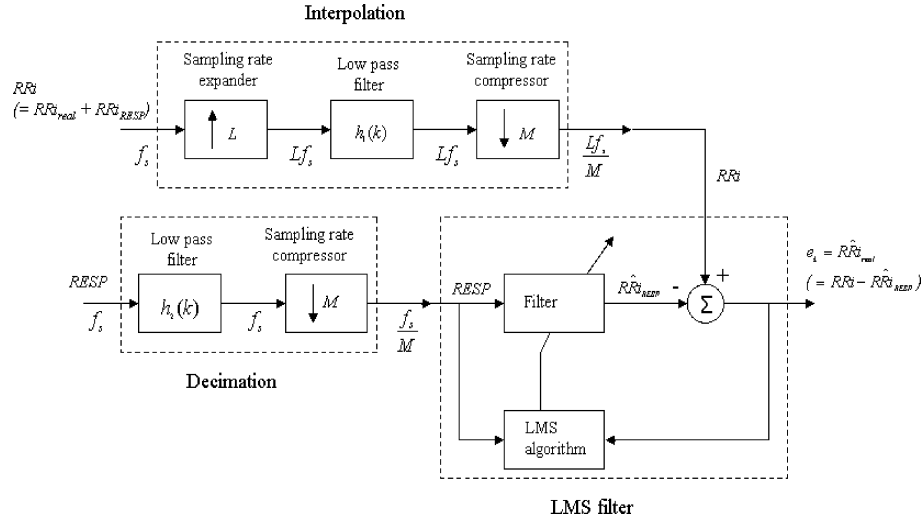 Interpolation
Sampling rate
expander
Low pass
filter
Sampling rate
compressor
RRi
(= RRi_real + RRi_RESP)
↑ L
h₁(k)
↓ M
f_s
Lf_s
Lf_s
Lf_s
M
RRi
Low pass
filter
Sampling rate
compressor
RESP
h₂(k)
↓ M
f_s
f_s
f_s
M
Decimation
RESP
Filter
RR̂i_RESP
-
+
Σ
e_k = RR̂i_real
(= RRi − RR̂i_RESP)
LMS
algorithm
LMS filter